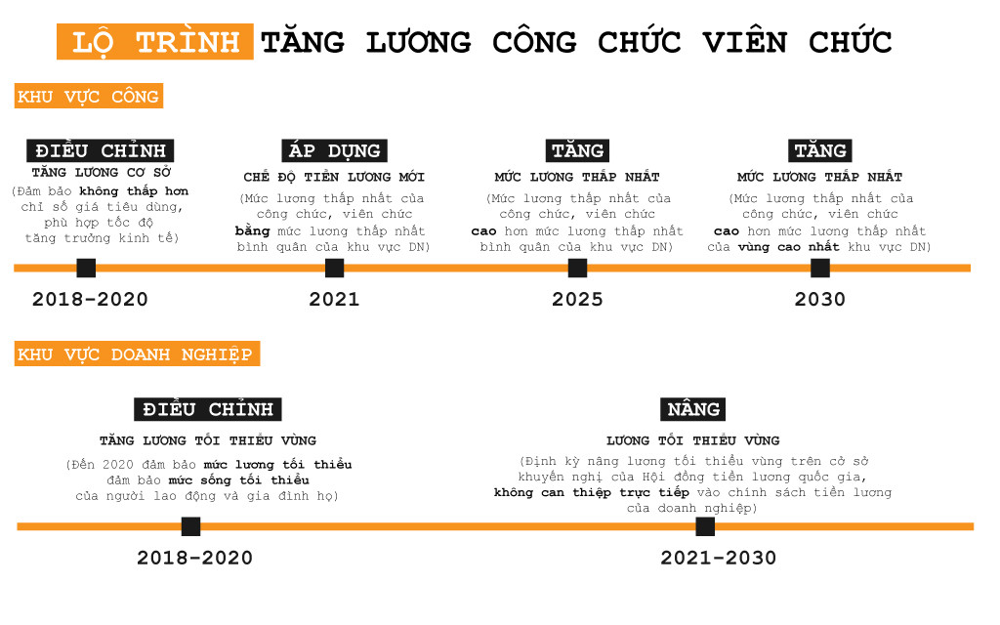 LỘ TRÌNH TĂNG LƯƠNG CÔNG CHỨC VIÊN CHỨC
KHU VỰC CÔNG
ĐIỀU CHỈNH
TĂNG LƯƠNG CƠ SỞ
(Đảm bảo không thấp hơn
chỉ số giá tiêu dùng,
phù hợp tốc độ
tăng trưởng kinh tế)
2018-2020
ÁP DỤNG
CHẾ ĐỘ TIỀN LƯƠNG MỚI
(Mức lương thấp nhất của
công chức, viên chức
bằng mức lương thấp nhất
bình quân của khu vực DN)
2021
TĂNG
MỨC LƯƠNG THẤP NHẤT
(Mức lương thấp nhất của
công chức, viên chức
cao hơn mức lương thấp nhất
bình quân của khu vực DN)
2025
TĂNG
MỨC LƯƠNG THẤP NHẤT
(Mức lương thấp nhất của
công chức, viên chức
cao hơn mức lương thấp nhất
của vùng cao nhất khu vực DN)
2030
KHU VỰC DOANH NGHIỆP
ĐIỀU CHỈNH
TĂNG LƯƠNG TỐI THIỂU VÙNG
(Đến 2020 đảm bảo mức lương tối thiểu
đảm bảo mức sống tối thiểu
của người lao động và gia đình họ)
2018-2020
NÂNG
LƯƠNG TỐI THIỂU VÙNG
(Định kỳ nâng lương tối thiểu vùng trên cở sở
khuyến nghị của Hội đồng tiền lương quốc gia,
không can thiệp trực tiếp vào chính sách tiền lương
của doanh nghiệp)
2021-2030